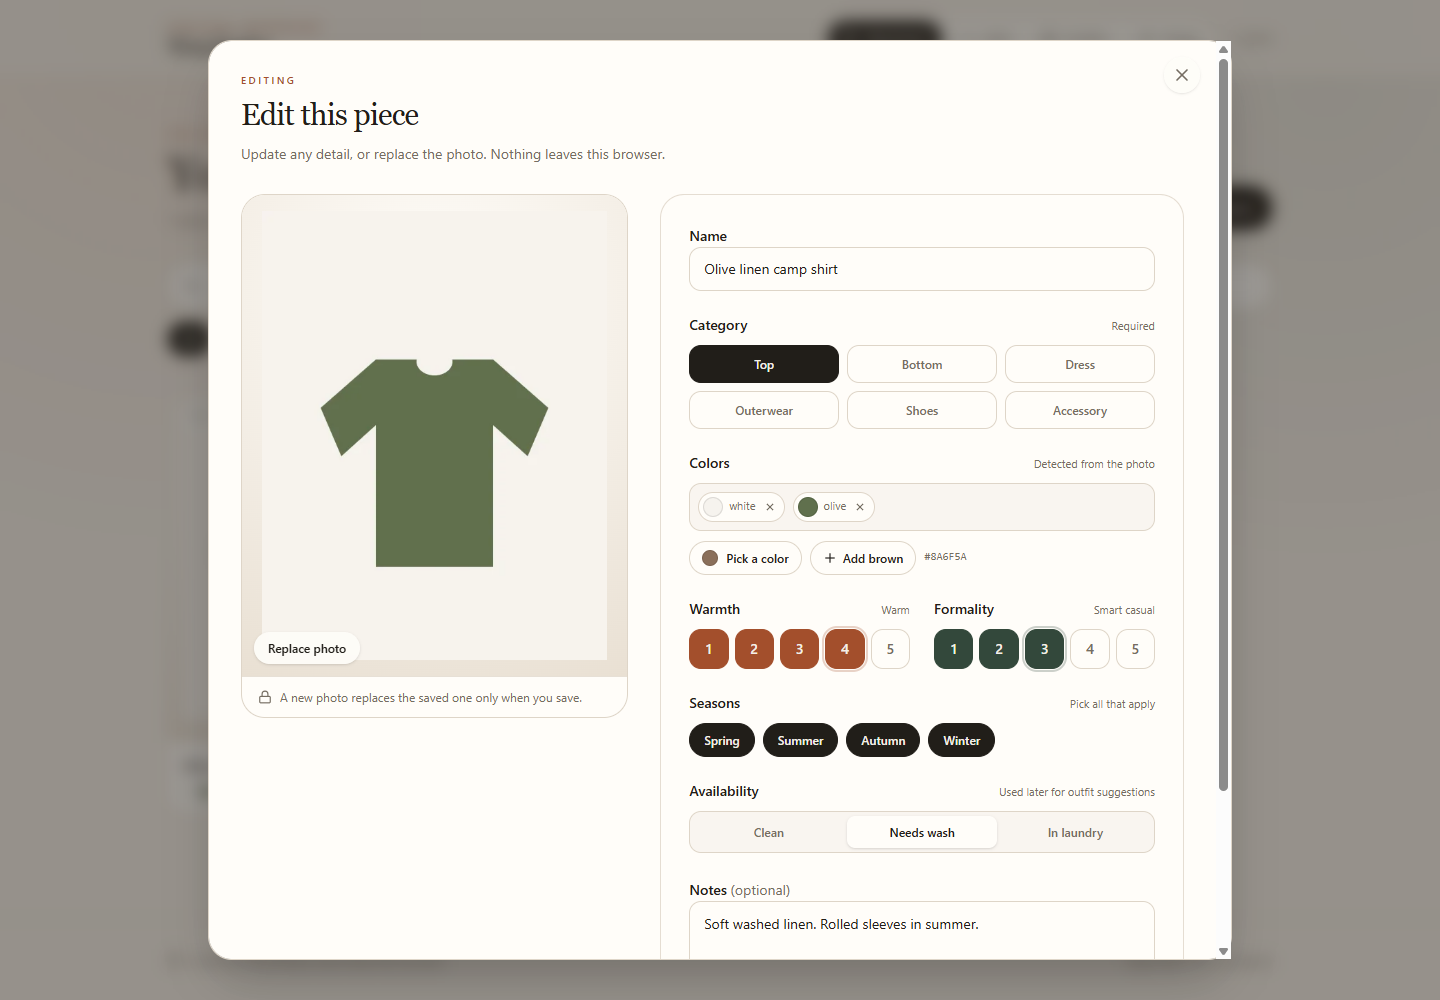 EDITING
Edit this piece
Update any detail, or replace the photo. Nothing leaves this browser.
Replace photo
A new photo replaces the saved one only when you save.
Name
Olive linen camp shirt
Category Required
Top Bottom Dress
Outerwear Shoes Accessory
Colors Detected from the photo
white olive
Pick a color Add brown #8A6F5A
Warmth Warm Formality Smart casual
1 2 3 4 5 1 2 3 4 5
Seasons Pick all that apply
Spring Summer Autumn Winter
Availability Used later for outfit suggestions
Clean Needs wash In laundry
Notes (optional)
Soft washed linen. Rolled sleeves in summer.